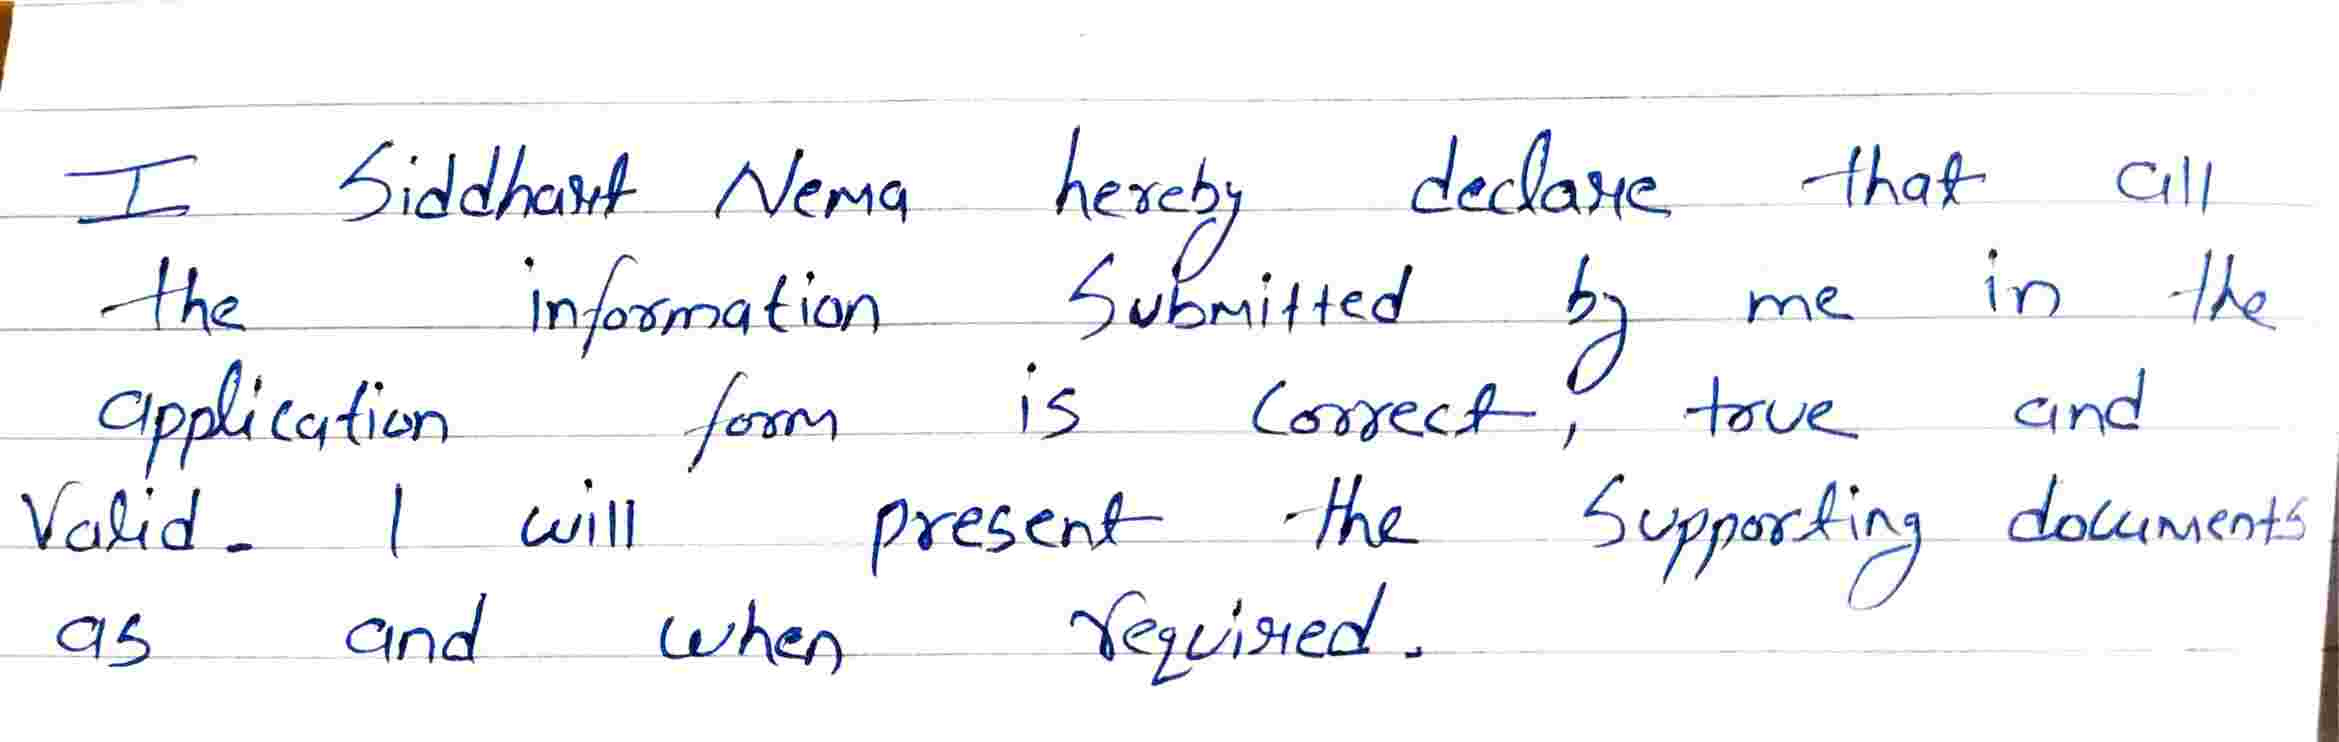 I Siddhart Nema hereby declare that all
the information submitted by me in the
application form is correct, true and
Valid. I will present the supporting documents
as and when required.